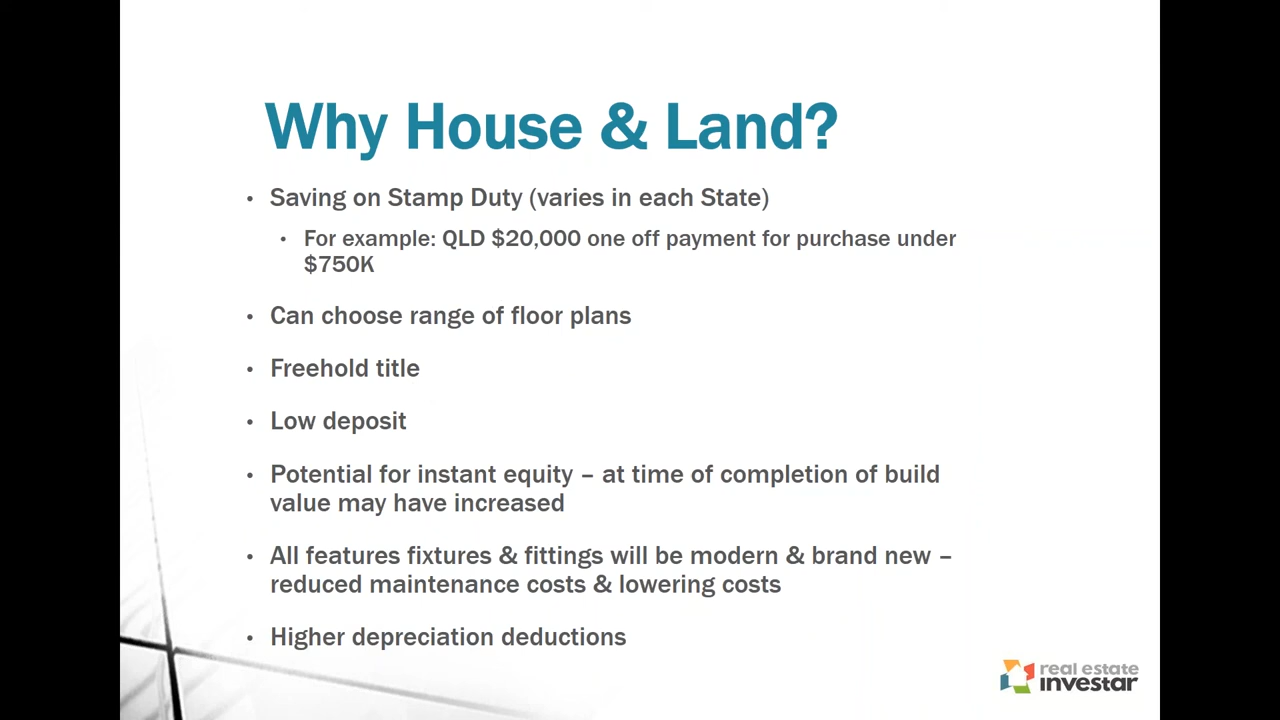 Why House & Land?
• Saving on Stamp Duty (varies in each State)
• For example: QLD $20,000 one off payment for purchase under
$750K
• Can choose range of floor plans
• Freehold title
• Low deposit
• Potential for instant equity – at time of completion of build
value may have increased
• All features fixtures & fittings will be modern & brand new –
reduced maintenance costs & lowering costs
• Higher depreciation deductions
real estate
investar